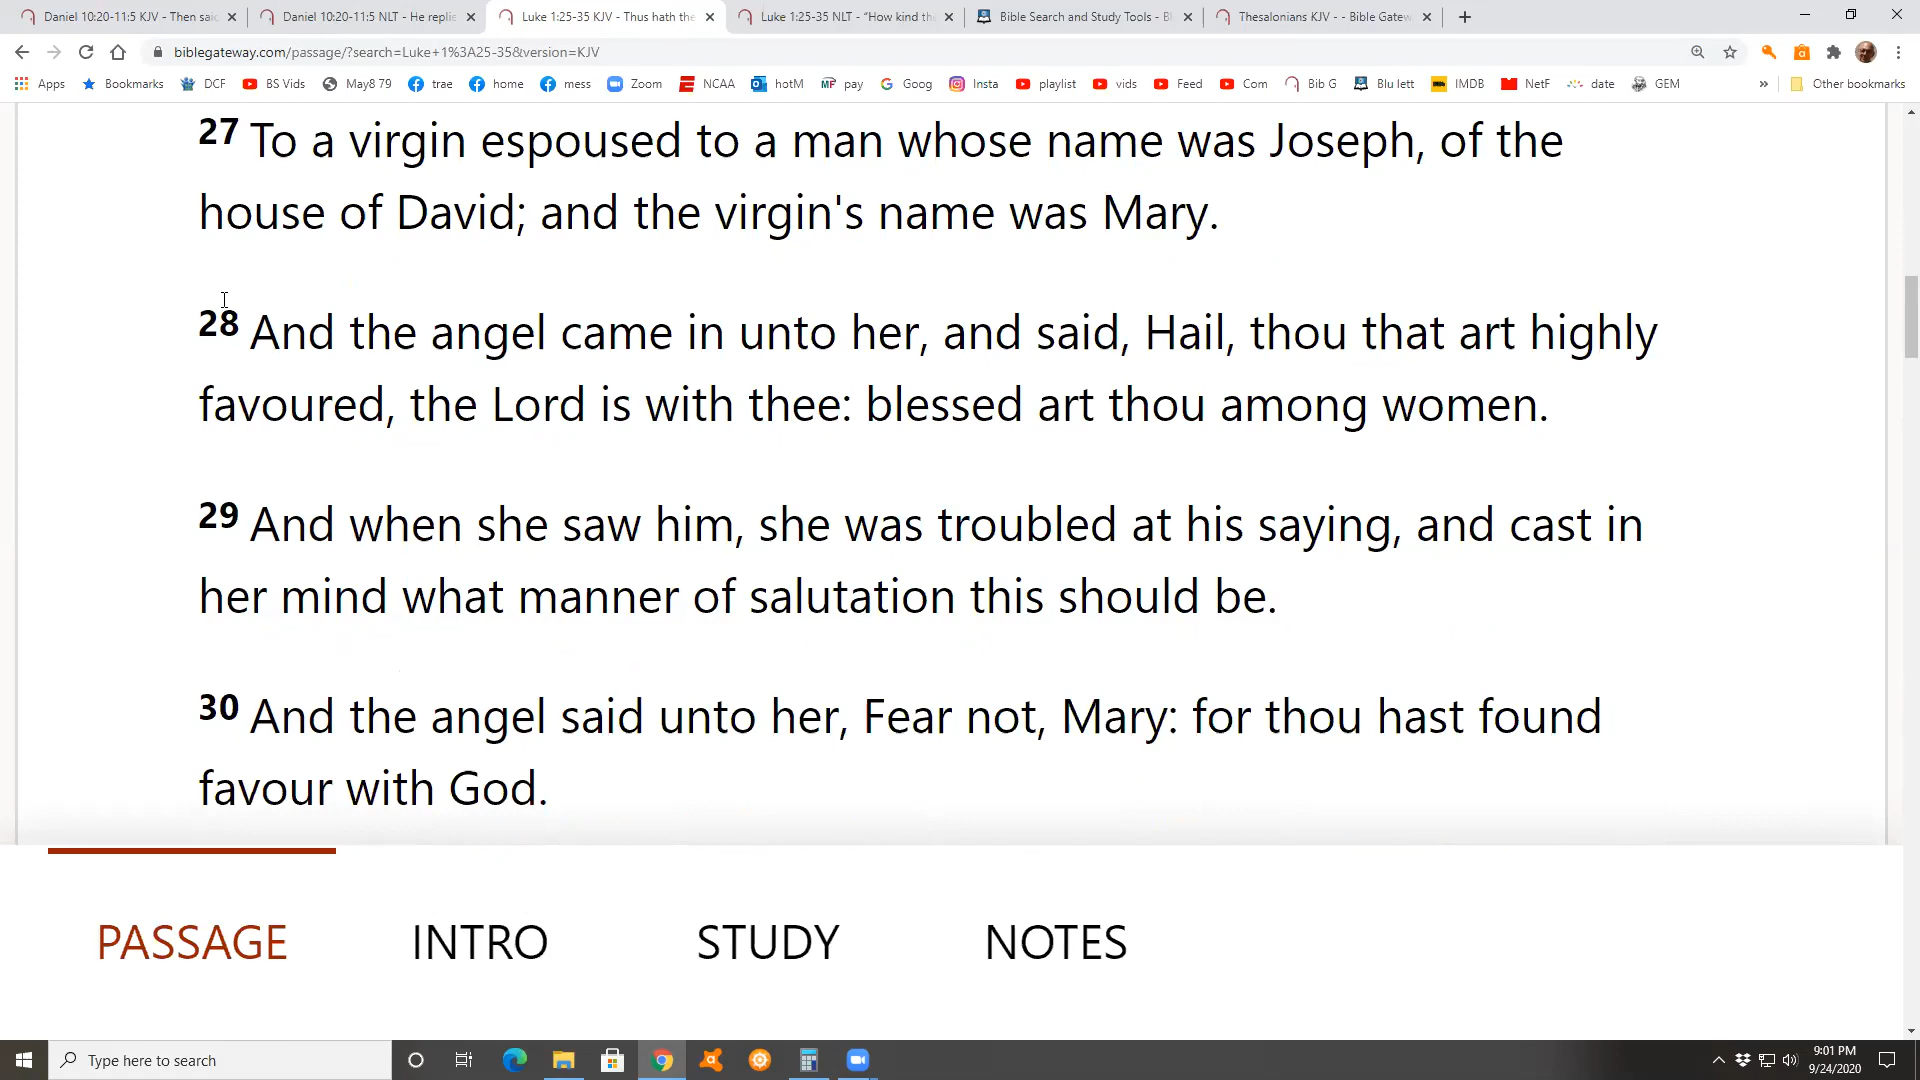 Daniel 10:20-11:5 KJV - Then said
Daniel 10:20-11:5 NLT - He replie
Luke 1:25-35 KJV - Thus hath the
Luke 1:25-35 NLT - “How kind the
Bible Search and Study Tools - Bl
Thesalonians KJV - - Bible Gatew
biblegateway.com/passage/?search=Luke+1%3A25-35&version=KJV
Apps Bookmarks DCF BS Vids May8 79 trae home mess Zoom NCAA hotM pay Goog Insta playlist vids Feed Com Bib G Blu lett IMDB NetF date GEM » Other bookmarks
27 To a virgin espoused to a man whose name was Joseph, of the
house of David; and the virgin's name was Mary.
28 And the angel came in unto her, and said, Hail, thou that art highly
favoured, the Lord is with thee: blessed art thou among women.
29 And when she saw him, she was troubled at his saying, and cast in
her mind what manner of salutation this should be.
30 And the angel said unto her, Fear not, Mary: for thou hast found
favour with God.
PASSAGE INTRO STUDY NOTES
Type here to search
9:01 PM
9/24/2020